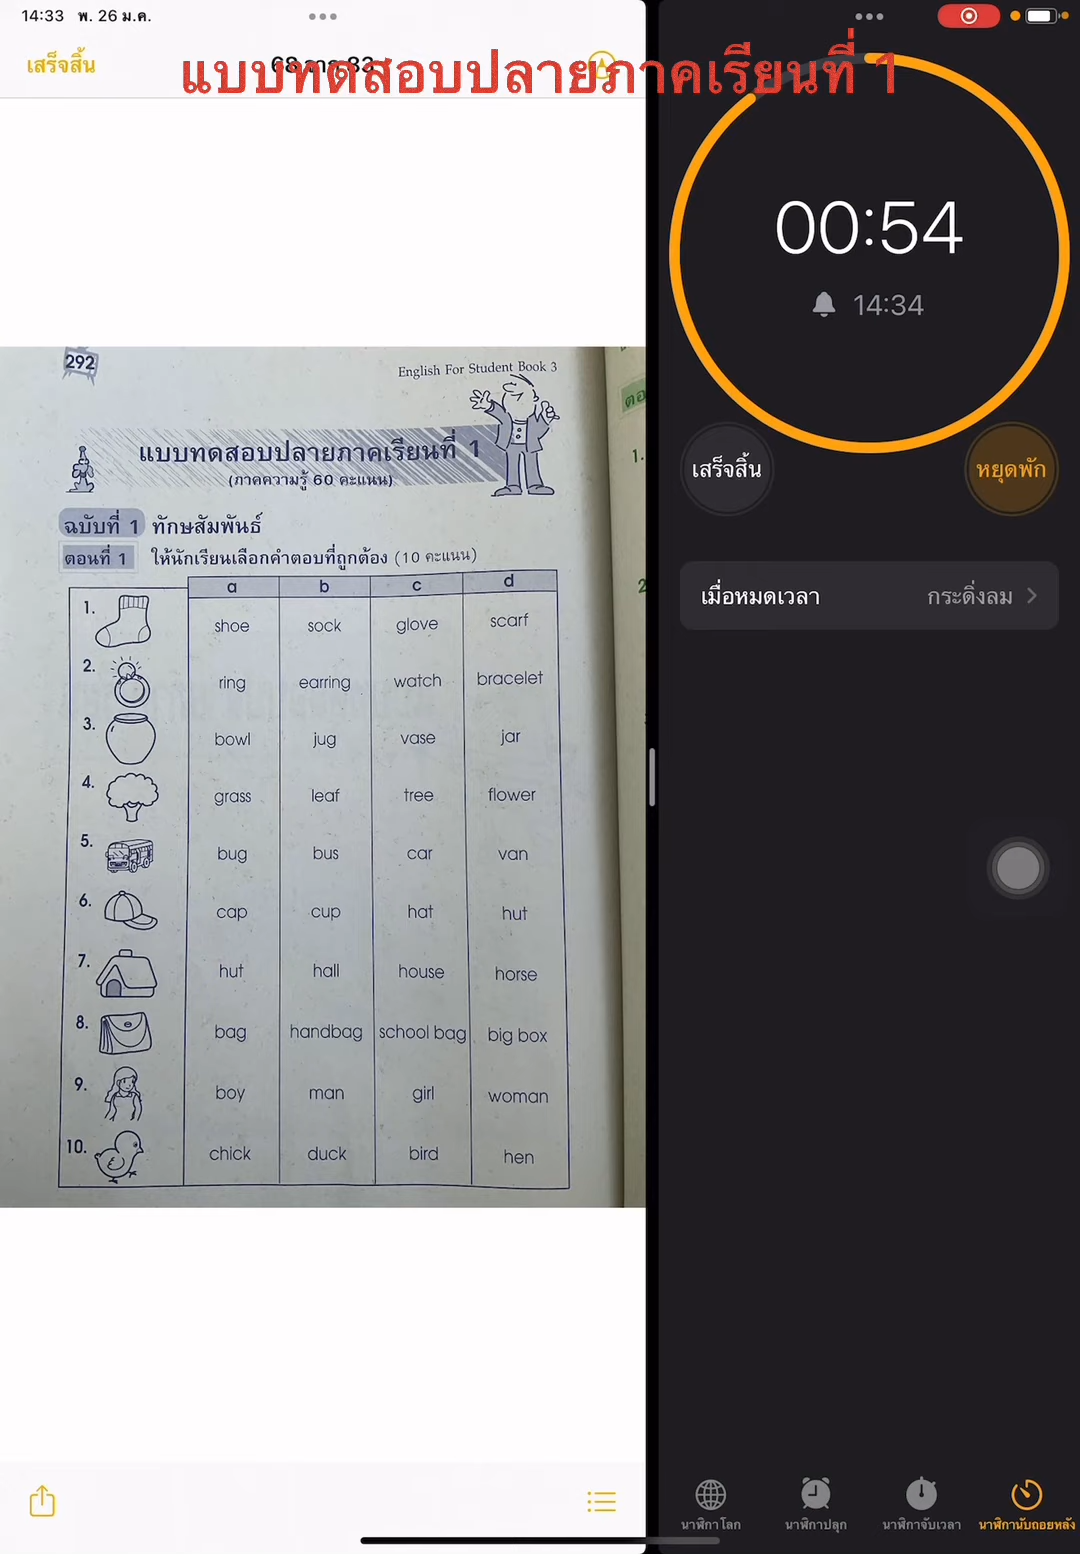 14:33 พ. 26 ม.ค.
เสร็จสิ้น
แบบทดสอบปลายภาคเรียนที่ 1
00:54
14:34
เสร็จสิ้น
หยุดพัก
เมื่อหมดเวลา
กระดิ่งลม
292
English For Student Book 3
แบบทดสอบปลายภาคเรียนที่ 1
(ภาคความรู้ 60 คะแนน)
ฉบับที่ 1 ทักษสัมพันธ์
ตอนที่ 1 ให้นักเรียนเลือกคำตอบที่ถูกต้อง (10 คะแนน)
a b c d
1. shoe sock glove scarf
2. ring earring watch bracelet
3. bowl jug vase jar
4. grass leaf tree flower
5. bug bus car van
6. cap cup hat hut
7. hut hall house horse
8. bag handbag school bag big box
9. boy man girl woman
10. chick duck bird hen
ตอ
1.
2
นาฬิกาโลก
นาฬิกาปลุก
นาฬิกาจับเวลา
นาฬิกานับถอยหลัง